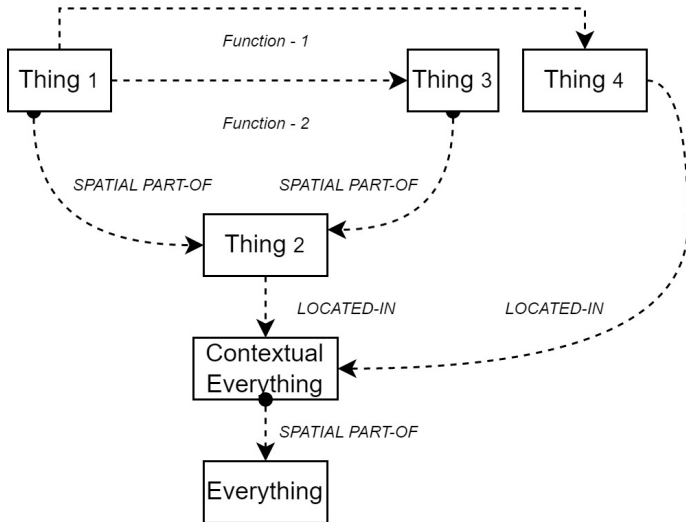 Function - 1
Thing 1
Thing 3
Thing 4
Function - 2
SPATIAL PART-OF
SPATIAL PART-OF
Thing 2
LOCATED-IN
LOCATED-IN
Contextual
Everything
SPATIAL PART-OF
Everything